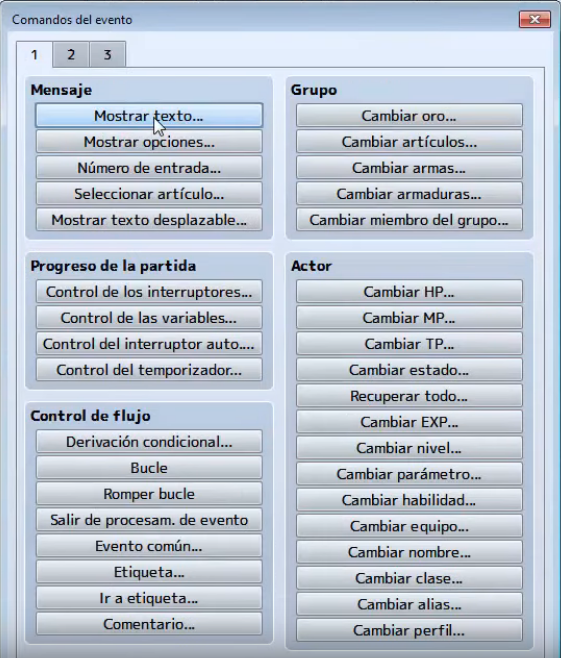 Comandos del evento
1 2 3
Mensaje
Mostrar texto...
Mostrar opciones...
Número de entrada...
Seleccionar artículo...
Mostrar texto desplazable...
Progreso de la partida
Control de los interruptores...
Control de las variables...
Control del interruptor auto....
Control del temporizador...
Control de flujo
Derivación condicional...
Bucle
Romper bucle
Salir de procesam. de evento
Evento común...
Etiqueta...
Ir a etiqueta...
Comentario...
Grupo
Cambiar oro...
Cambiar artículos...
Cambiar armas...
Cambiar armaduras...
Cambiar miembro del grupo...
Actor
Cambiar HP...
Cambiar MP...
Cambiar TP...
Cambiar estado...
Recuperar todo...
Cambiar EXP...
Cambiar nivel...
Cambiar parámetro...
Cambiar habilidad...
Cambiar equipo...
Cambiar nombre...
Cambiar clase...
Cambiar alias...
Cambiar perfil...